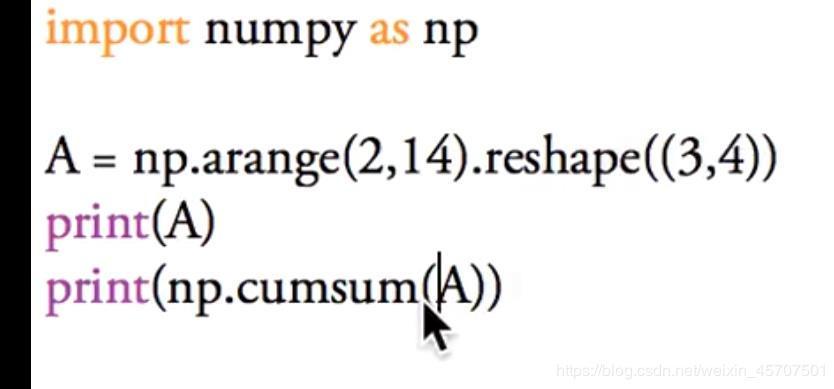 import numpy as np
A = np.arange(2,14).reshape((3,4))
print(A)
print(np.cumsum(A))
https://blog.csdn.net/weixin_45707501